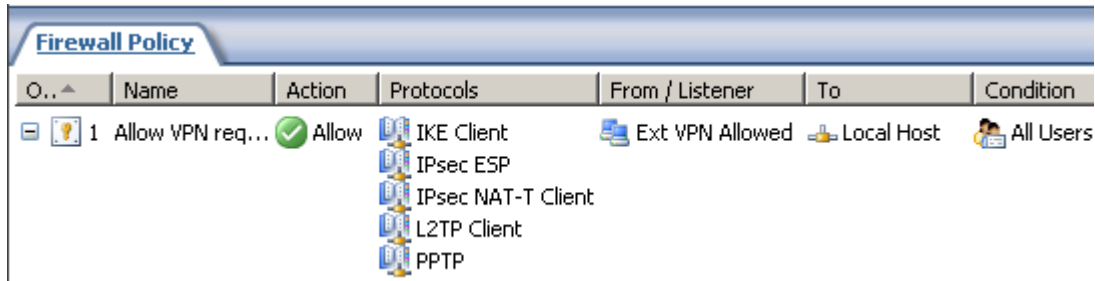 Firewall Policy
O.. Name Action Protocols From / Listener To Condition
1 Allow VPN req... Allow IKE Client Ext VPN Allowed Local Host All Users
IPsec ESP
IPsec NAT-T Client
L2TP Client
PPTP